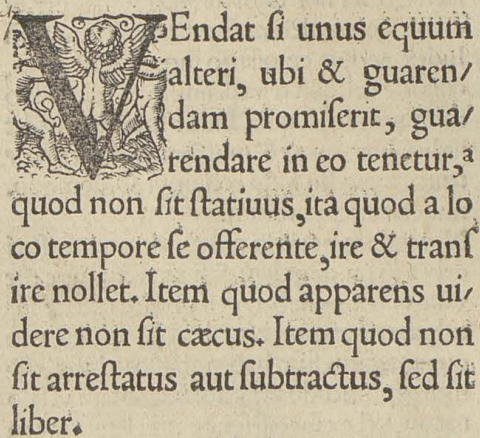 VEndat ſi unus equum
alteri, ubi & guaren/
dam promiſerit, gua/
rendare in eo tenetur,ᵃ
quod non ſit ſtatiuus, ita quod a lo
co tempore ſe offerente, ire & tranſ
ire nollet. Item quod apparens ui/
dere non ſit cæcus. Item quod non
ſit arreſtatus aut ſubtractus, ſed ſit
liber.